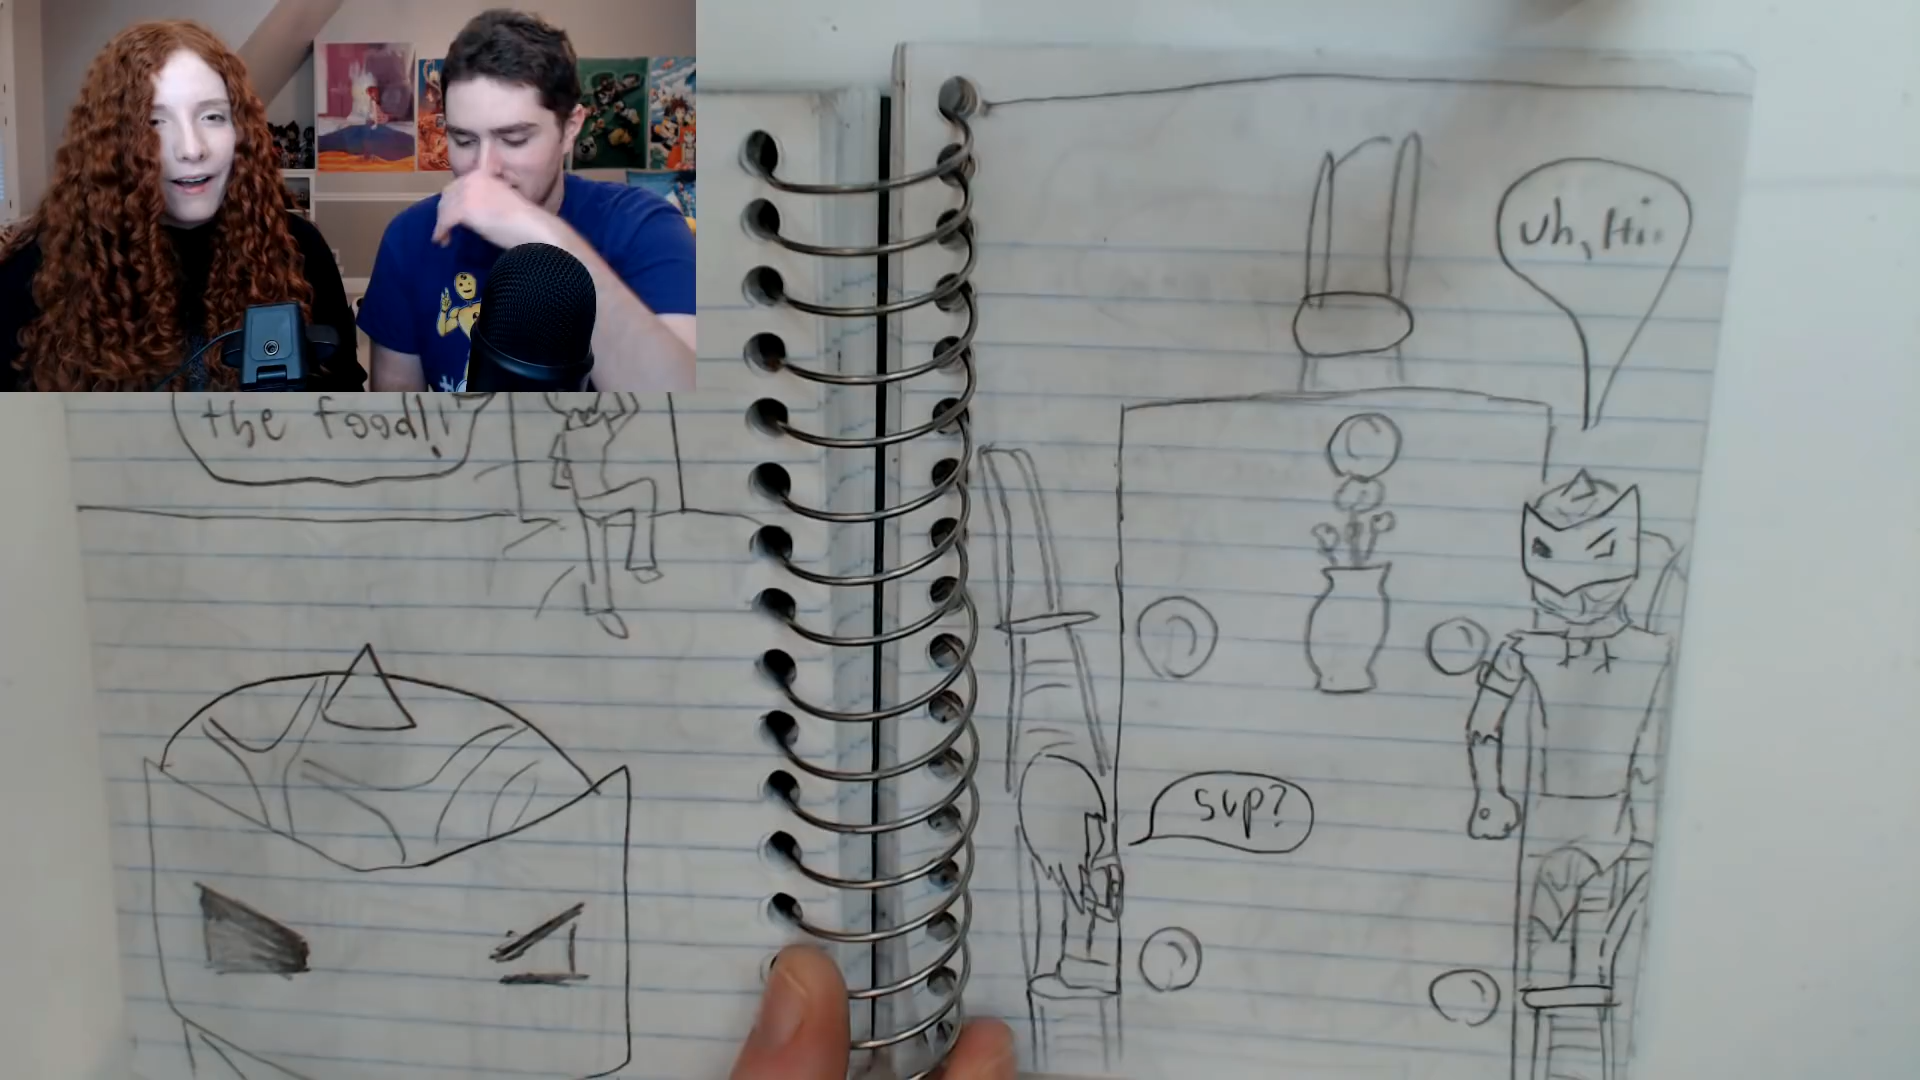 the food!!
uh, Hi.
sup?